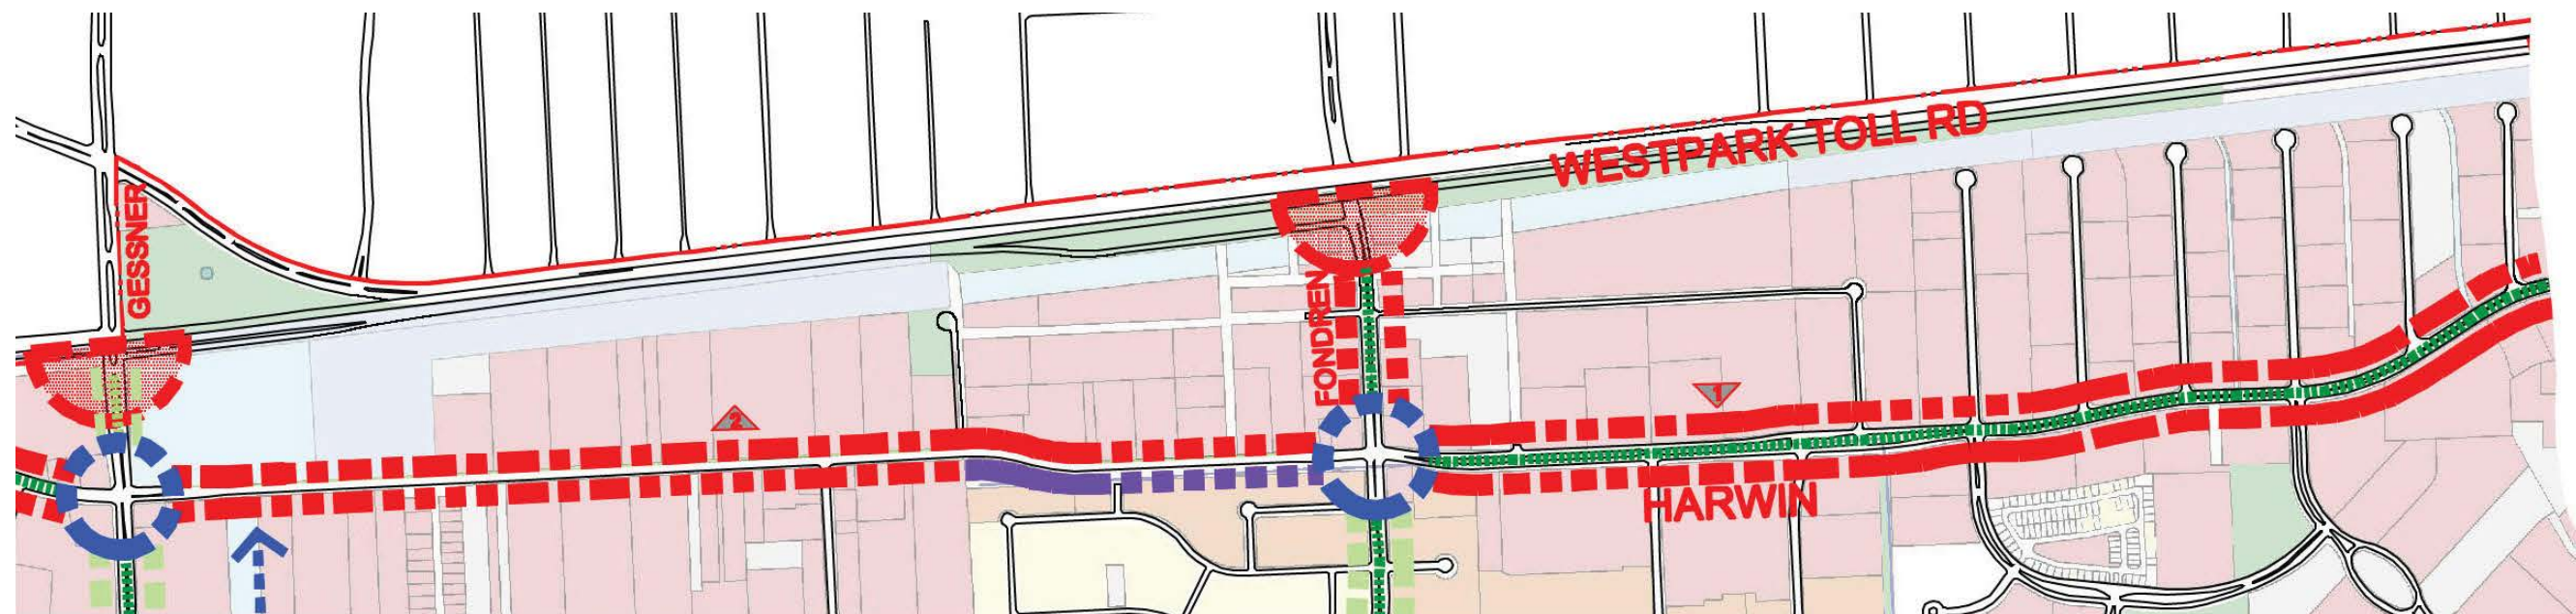 WESTPARK TOLL RD
GESSNER
FONDREN
1
2
HARWIN